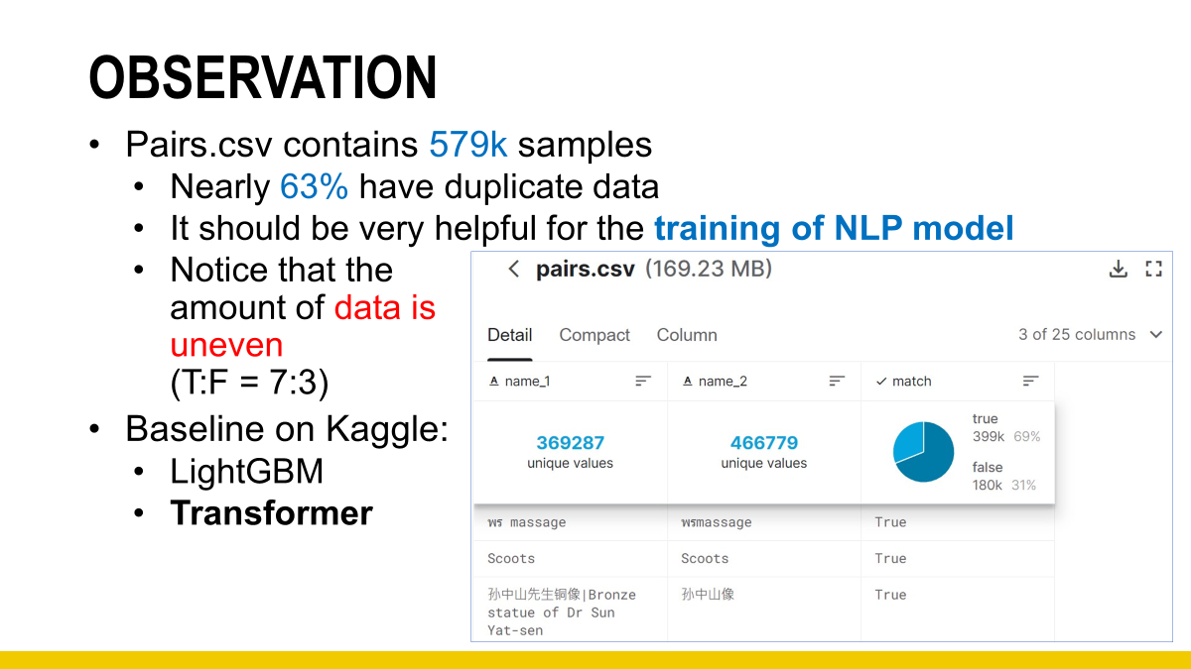 OBSERVATION
• Pairs.csv contains 579k samples
• Nearly 63% have duplicate data
• It should be very helpful for the training of NLP model
• Notice that the
amount of data is
uneven
(T:F = 7:3)
• Baseline on Kaggle:
• LightGBM
• Transformer
pairs.csv (169.23 MB)
Detail Compact Column 3 of 25 columns
A name_1 A name_2 ✓ match
369287
unique values
466779
unique values
true
399k 69%
false
180k 31%
พร massage พรmassage True
Scoots Scoots True
孙中山先生铜像|Bronze 孙中山像 True
statue of Dr Sun
Yat-sen